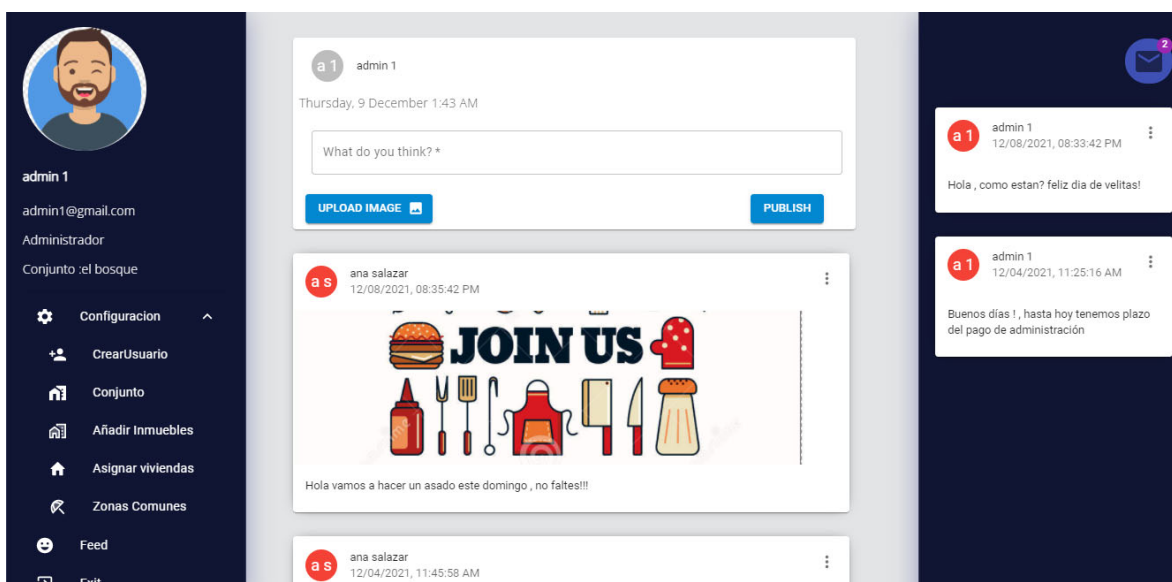 admin 1
admin1@gmail.com
Administrador
Conjunto :el bosque
Configuracion
CrearUsuario
Conjunto
Añadir Inmuebles
Asignar viviendas
Zonas Comunes
Feed
Exit
a 1
admin 1
Thursday, 9 December 1:43 AM
What do you think? *
UPLOAD IMAGE
PUBLISH
a s
ana salazar
12/08/2021, 08:35:42 PM
JOIN US
Hola vamos a hacer un asado este domingo , no faltes!!!
a s
ana salazar
12/04/2021, 11:45:58 AM
2
a 1
admin 1
12/08/2021, 08:33:42 PM
Hola , como estan? feliz dia de velitas!
a 1
admin 1
12/04/2021, 11:25:16 AM
Buenos días ! , hasta hoy tenemos plazo
del pago de administración